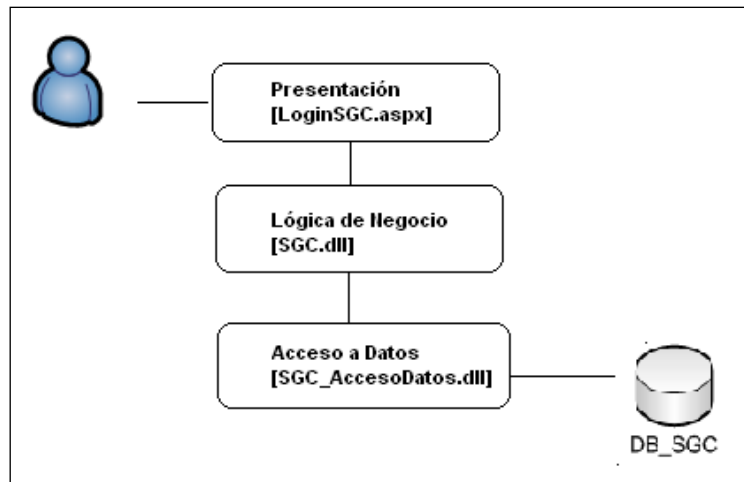 Presentación
[LoginSGC.aspx]
Lógica de Negocio
[SGC.dll]
Acceso a Datos
[SGC_AccesoDatos.dll]
DB_SGC